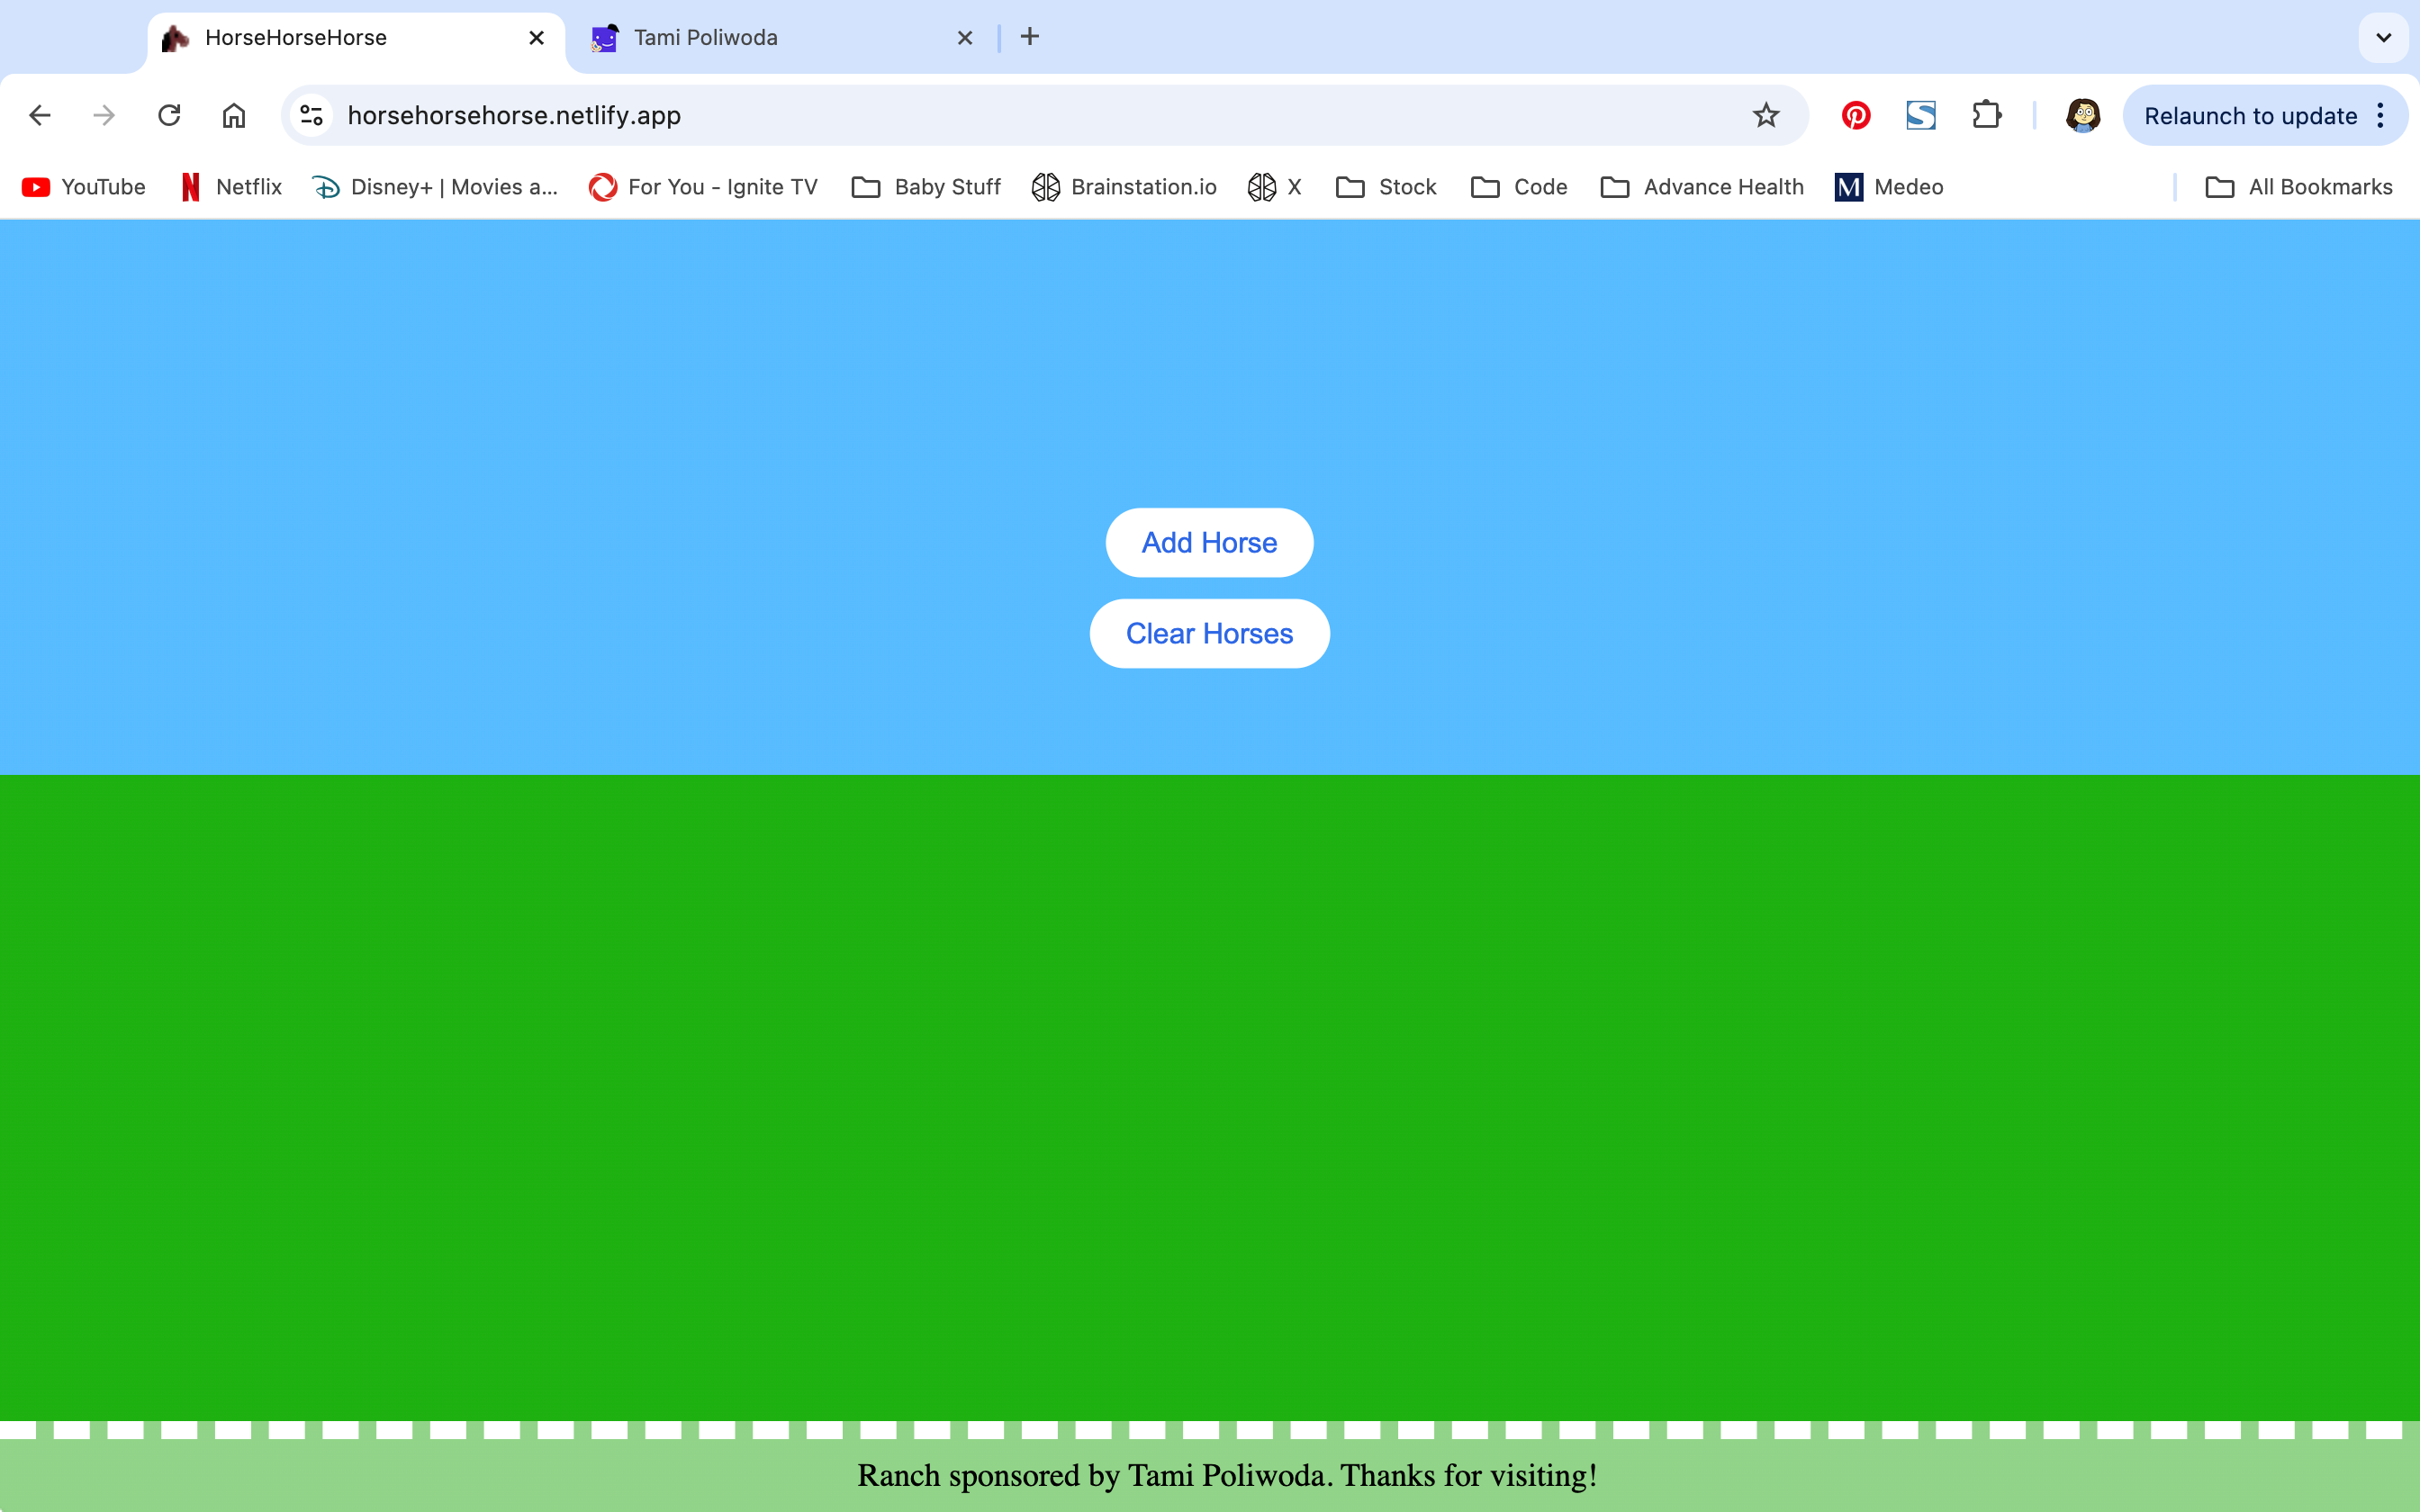 HorseHorseHorse
Tami Poliwoda
horsehorsehorse.netlify.app
Relaunch to update
YouTube
Netflix
Disney+ | Movies a...
For You - Ignite TV
Baby Stuff
Brainstation.io
X
Stock
Code
Advance Health
M Medeo
All Bookmarks
Add Horse
Clear Horses
Ranch sponsored by Tami Poliwoda. Thanks for visiting!